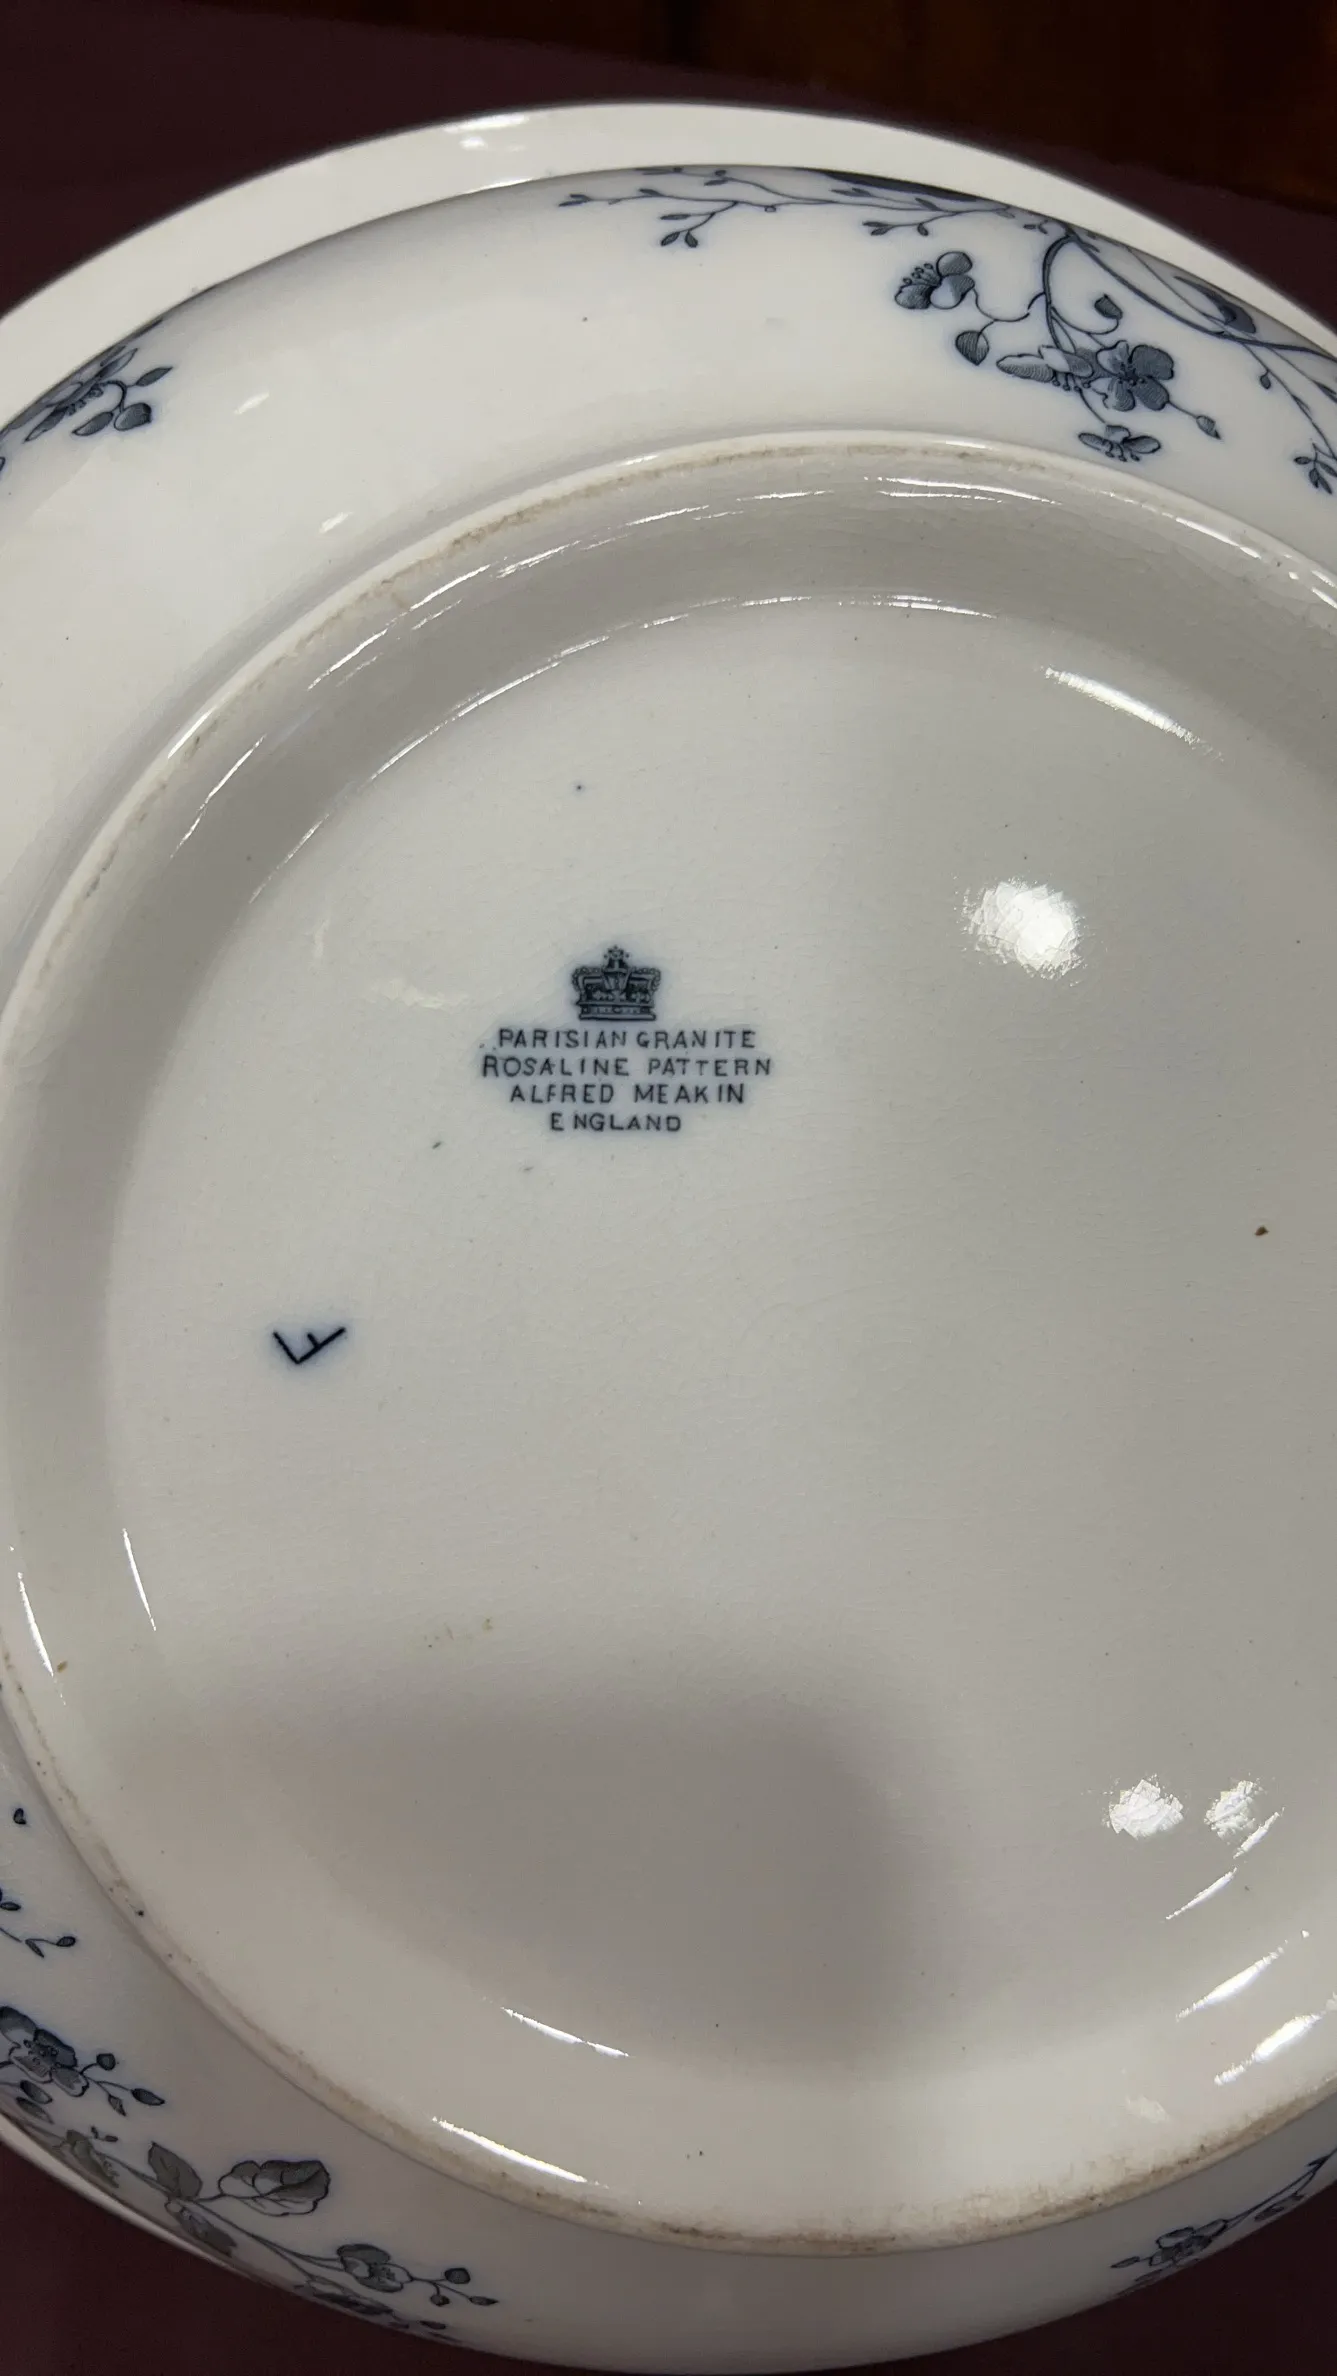 PARISIAN GRANITE
ROSALINE PATTERN
ALFRED MEAKIN
ENGLAND
F